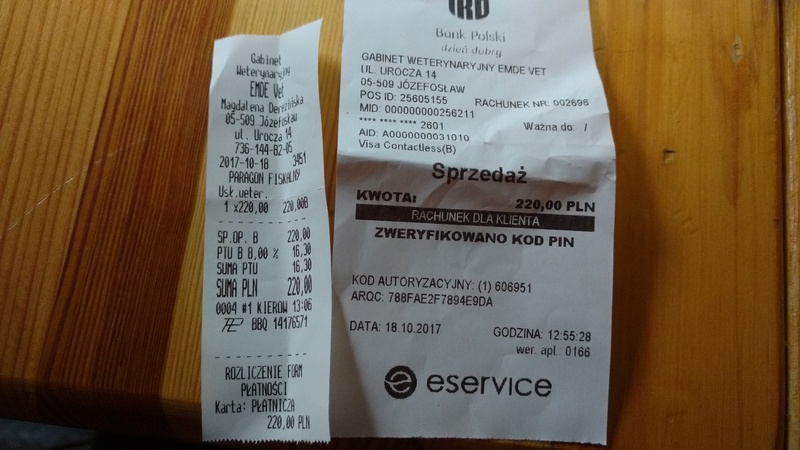 Gabinet
Weterynaryjny
EMDE Vet
Magdalena Derezińska
05-509 Józefosław
ul. Urocza 14
736-144-82-05
2017-10-18 3451
PARAGON FISKALNY
Usł.weter.
1 x220,00 220,00B
SP.OP. B 220,00
PTU B 8,00 % 16,30
SUMA PTU 16,30
SUMA PLN 220,00
0004 #1 KIEROW 13:06
BBQ 14176571
ROZLICZENIE FORM
PŁATNOŚCI
Karta: PŁATNICZA
220,00 PLN
Bank Polski
dzień dobry
GABINET WETERYNARYJNY EMDE VET
UL. UROCZA 14
05-509 JÓZEFOSŁAW
POS ID: 25605155 RACHUNEK NR: 002696
MID: 000000000256211
**** **** **** 2601 Ważna do: /
AID: A0000000031010
Visa Contactless(B)
Sprzedaż
KWOTA: 220,00 PLN
RACHUNEK DLA KLIENTA
ZWERYFIKOWANO KOD PIN
KOD AUTORYZACYJNY: (1) 606951
ARQC: 788FAE2F7894E9DA
DATA: 18.10.2017 GODZINA: 12:55:28
wer. apl.: 0166
eservice